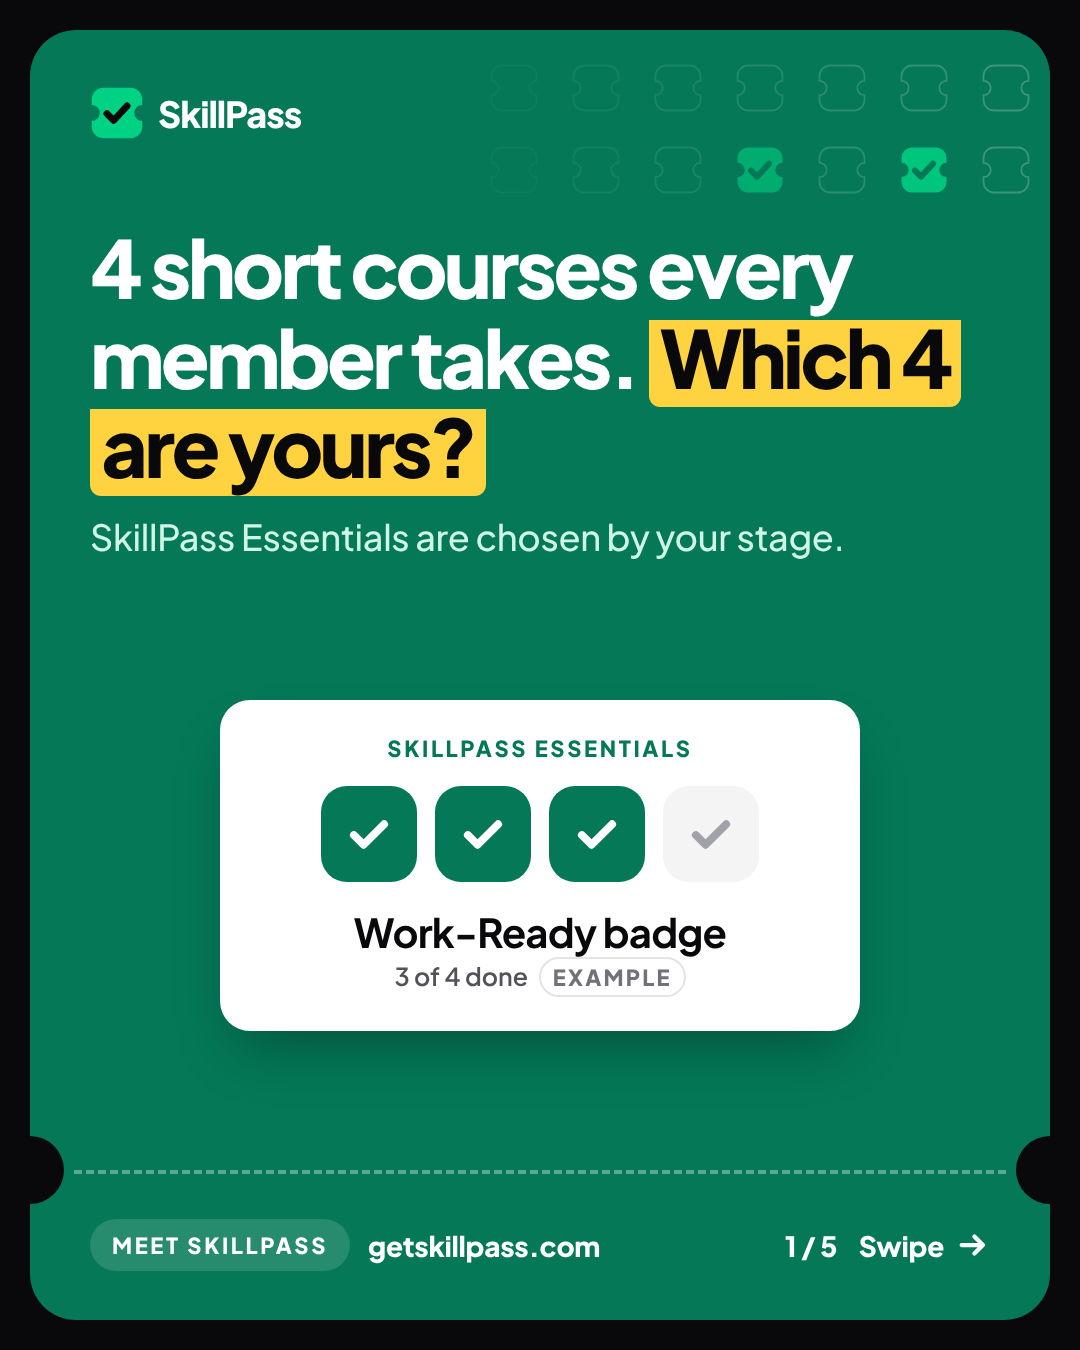 SkillPass
4 short courses every
member takes. Which 4
are yours?
SkillPass Essentials are chosen by your stage.
SKILLPASS ESSENTIALS
Work-Ready badge
3 of 4 done EXAMPLE
MEET SKILLPASS getskillpass.com 1 / 5 Swipe →